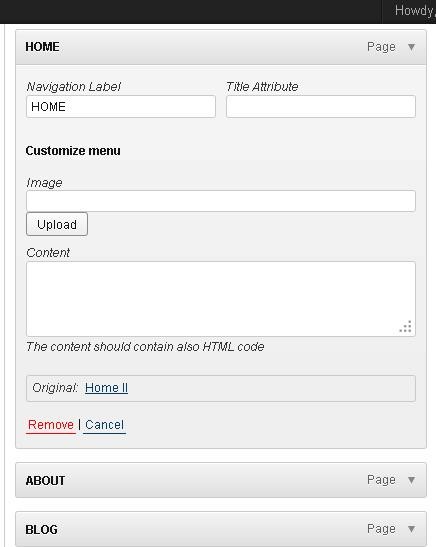 Howdy,
HOME Page ▼
Navigation Label Title Attribute
HOME
Customize menu
Image
Upload
Content
The content should contain also HTML code
Original: Home II
Remove | Cancel
ABOUT Page ▼
BLOG Page ▼